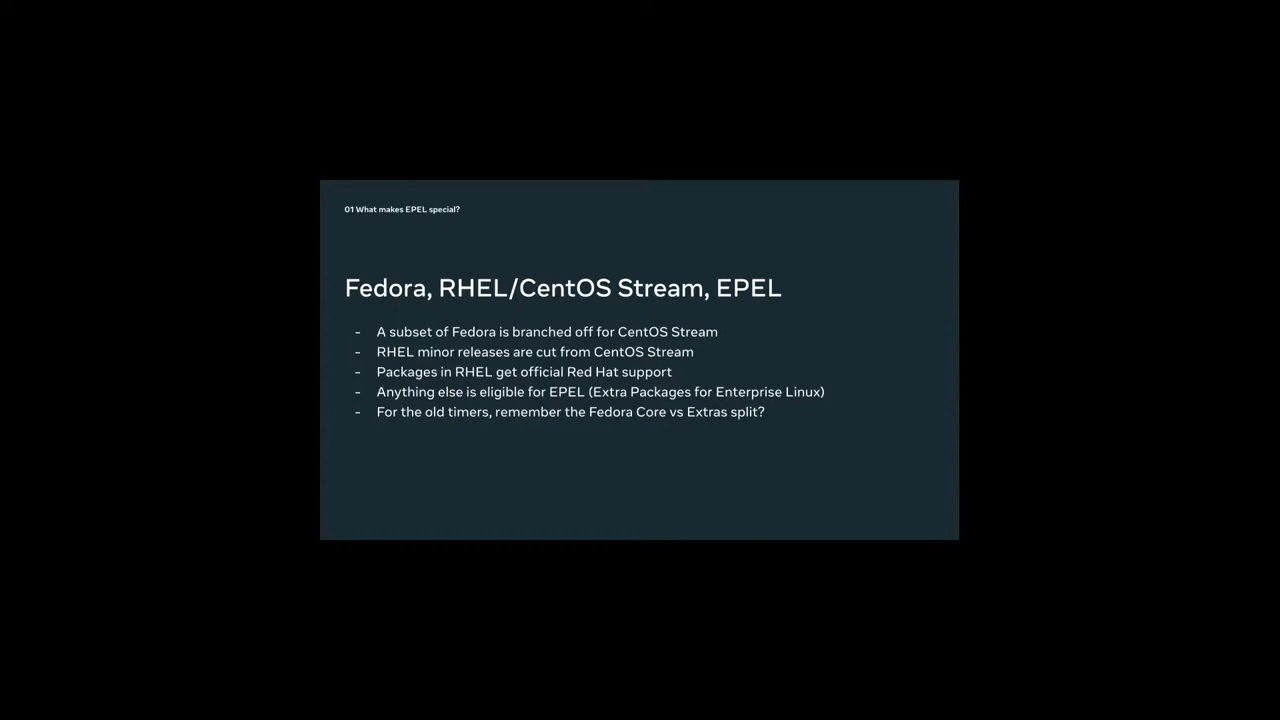 01 What makes EPEL special?
Fedora, RHEL/CentOS Stream, EPEL
- A subset of Fedora is branched off for CentOS Stream
- RHEL minor releases are cut from CentOS Stream
- Packages in RHEL get official Red Hat support
- Anything else is eligible for EPEL (Extra Packages for Enterprise Linux)
- For the old timers, remember the Fedora Core vs Extras split?